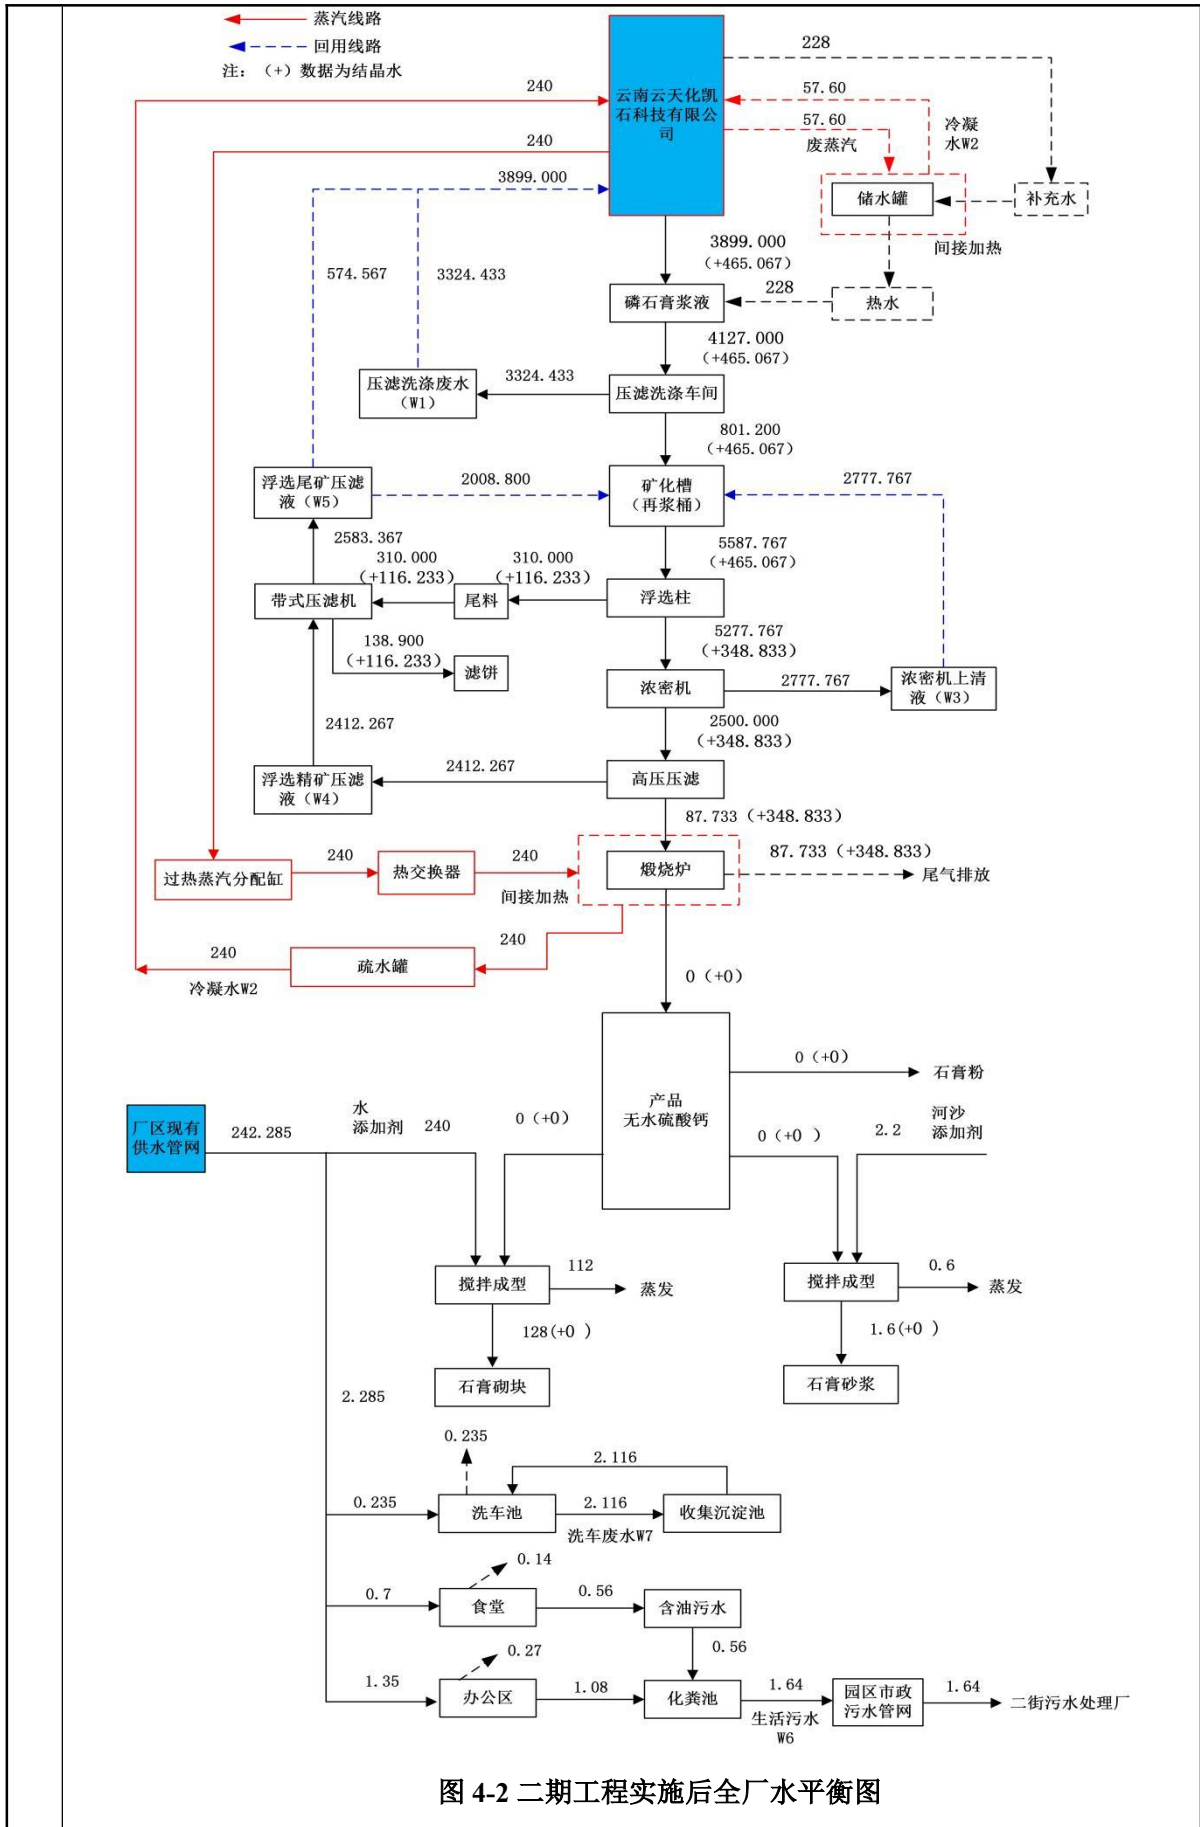 蒸汽线路
回用线路
注：（+）数据为结晶水
240
240
云南云天化凯
石科技有限公
司
228
57.60
57.60
废蒸汽
冷凝
水W2
3899.000
储水罐
补充水
间接加热
574.567
3324.433
3899.000
（+465.067)
228
磷石膏浆液
热水
4127.000
(+465.067)
压滤洗涤废水
（W1）
3324.433
压滤洗涤车间
801.200
(+465.067)
浮选尾矿压滤
液（W5）
2008.800
矿化槽
（再浆桶）
2777.767
2583.367
310.000
(+116.233)
310.000
(+116.233)
5587.767
(+465.067)
带式压滤机
尾料
浮选柱
138.900
(+116.233)
滤饼
5277.767
(+348.833)
浓密机
2777.767
浓密机上清
液（W3）
2412.267
2500.000
（+348.833)
浮选精矿压滤
液（W4）
2412.267
高压压滤
87.733（+348.833)
过热蒸汽分配缸
240
热交换器
240
间接加热
煅烧炉
87.733（+348.833)
尾气排放
240
240
疏水罐
冷凝水W2
0（+0)
产品
无水硫酸钙
0（+0)
石膏粉
厂区现有
供水管网
242.285
水
添加剂
240
0（+0)
0（+0 ）
2.2
河沙
添加剂
搅拌成型
112
蒸发
搅拌成型
0.6
蒸发
128(+0 ）
1.6(+0 ）
石膏砌块
石膏砂浆
2.285
0.235
2.116
0.235
洗车池
2.116
收集沉淀池
洗车废水W7
0.14
0.7
食堂
0.56
含油污水
0.27
0.56
1.35
办公区
1.08
化粪池
1.64
生活污水
W6
园区市政
污水管网
1.64
二街污水处理厂
图 4-2 二期工程实施后全厂水平衡图